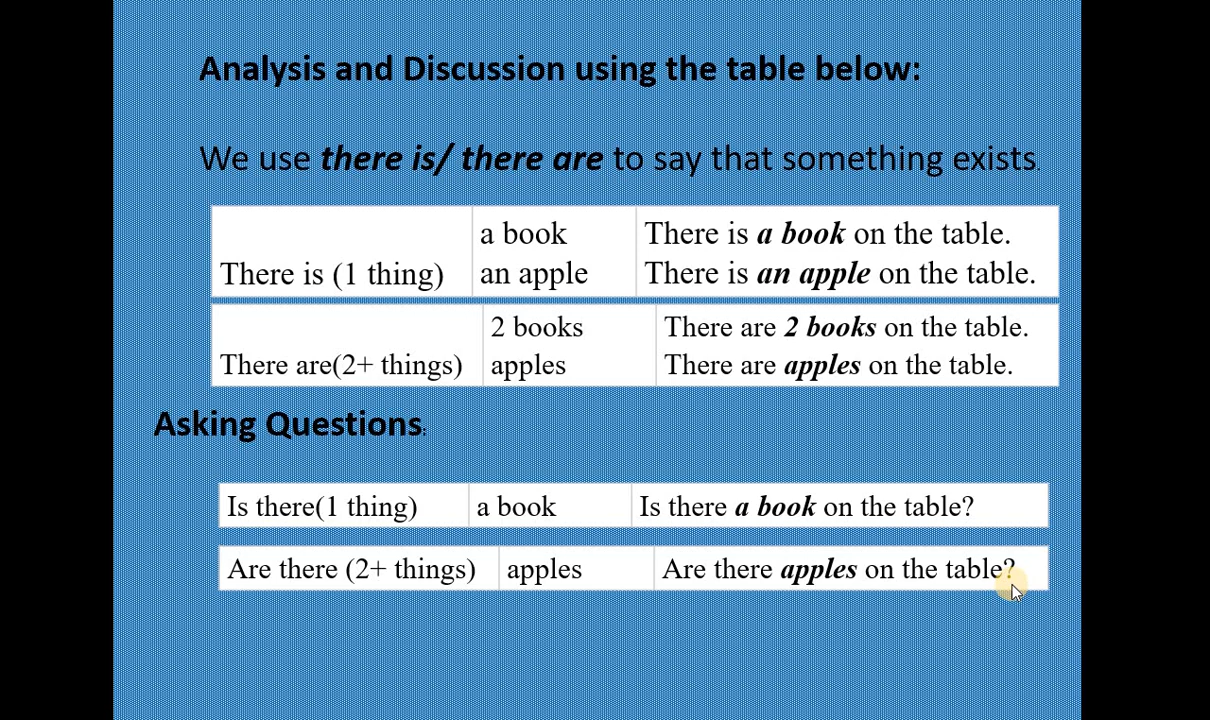 Analysis and Discussion using the table below:
We use there is/ there are to say that something exists.
a book There is a book on the table.
There is (1 thing) an apple There is an apple on the table.
2 books There are 2 books on the table.
There are(2+ things) apples There are apples on the table.
Asking Questions:
Is there(1 thing) a book Is there a book on the table?
Are there (2+ things) apples Are there apples on the table?